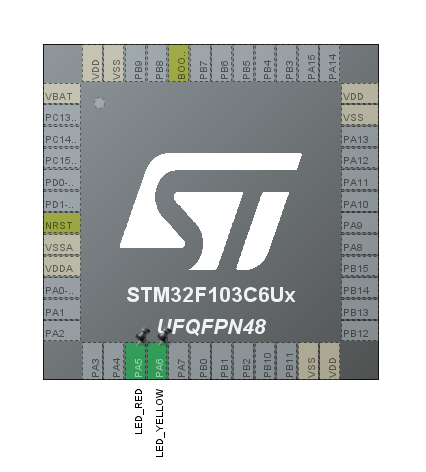 VDD
VSS
PB9
PB8
BOO..
PB7
PB6
PB5
PB4
PB3
PA15
PA14
VBAT
PC13..
PC14..
PC15..
PD0-..
PD1-..
NRST
VSSA
VDDA
PA0-..
PA1
PA2
VDD
VSS
PA13
PA12
PA11
PA10
PA9
PA8
PB15
PB14
PB13
PB12
ST
STM32F103C6Ux
UFQFPN48
PA3
PA4
PA5
PA6
PA7
PB0
PB1
PB2
PB10
PB11
VSS
VDD
LED_RED
LED_YELLOW